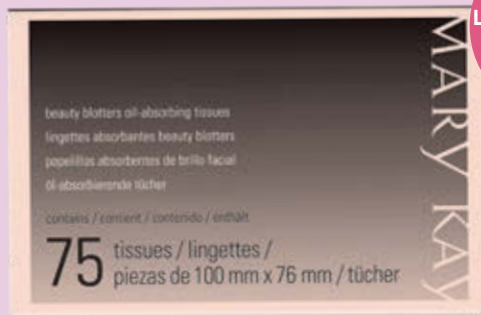 L
MARY KAY
beauty blotters oil-absorbing tissues
lingettes absorbantes beauty blotters
papelillos absorbentes de brillo facial
öl-absorbierende tücher
contains / contient / contenido / enthält
75 tissues / lingettes /
piezas de 100 mm x 76 mm / tücher